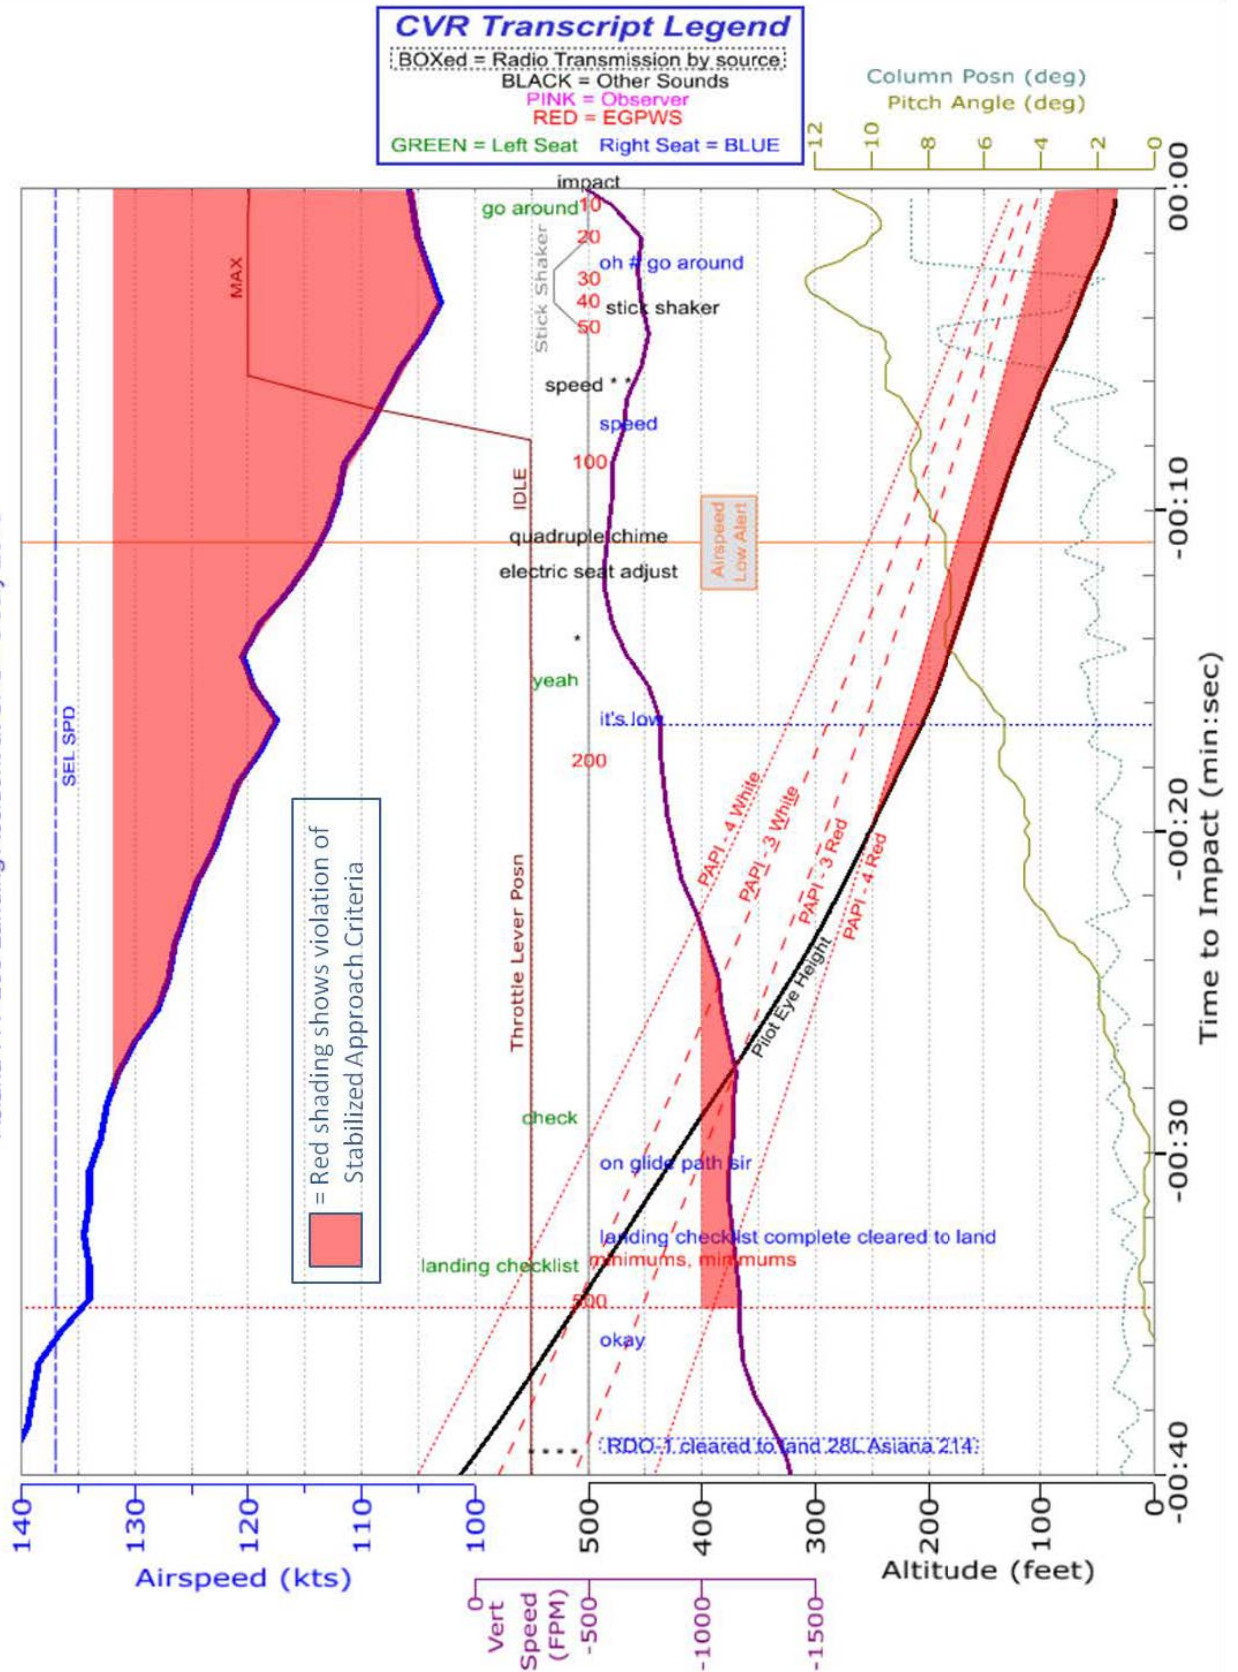 CVR Transcript Legend
BOXed = Radio Transmission by source
BLACK = Other Sounds
PINK = Observer
RED = EGPWS
GREEN = Left Seat Right Seat = BLUE
Column Posn (deg)
Pitch Angle (deg)
12
10
8
6
4
2
0
impact
10
go around
20
oh # go around
30
40
stick shaker
50
Stick Shaker
MAX
speed * *
speed
100
IDLE
quadruple chime
electric seat adjust
Airspeed
Low Alert
*
yeah
it's low
200
SEL SPD
PAPI - 4 White
PAPI - 3 White
PAPI - 3 Red
PAPI - 4 Red
Pilot Eye Height
Throttle Lever Posn
= Red shading shows violation of
Stabilized Approach Criteria
check
on glide path sir
landing checklist complete cleared to land
minimums, minimums
landing checklist
500
okay
* * * *
RDO-1 cleared to land 28L Asiana 214
00:00
-00:10
-00:20
-00:30
-00:40
Time to Impact (min:sec)
140
130
120
110
100
Airspeed (kts)
500
400
300
200
100
0
Altitude (feet)
0
-500
-1000
-1500
Vert
Speed
(FPM)